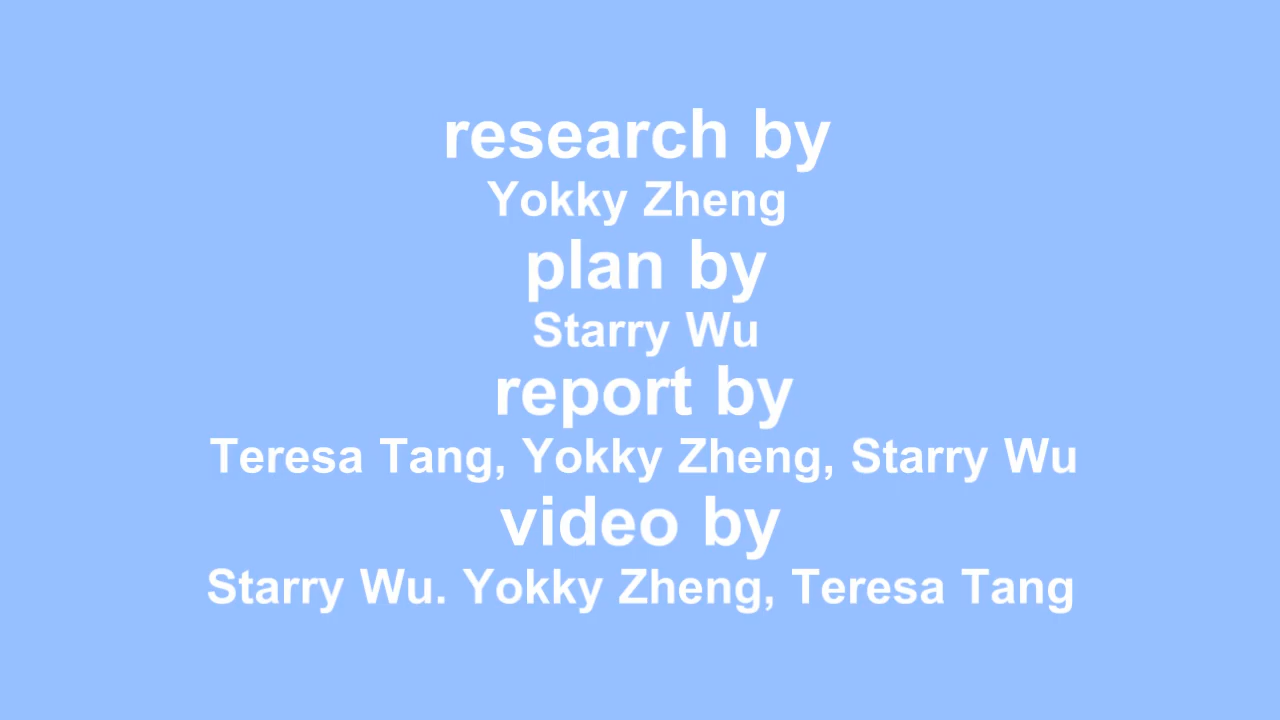 research by
Yokky Zheng
plan by
Starry Wu
report by
Teresa Tang, Yokky Zheng, Starry Wu
video by
Starry Wu. Yokky Zheng, Teresa Tang